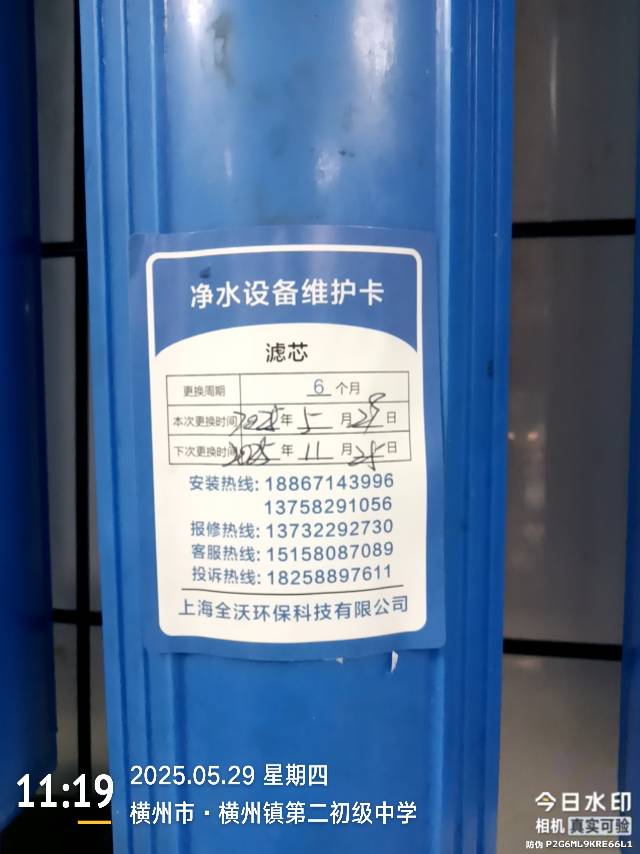 净水设备维护卡
滤芯
更换周期 6 个月
本次更换时间 2025 年 5 月 29 日
下次更换时间 2025 年 11 月 25 日
安装热线: 18867143996
13758291056
报修热线: 13732292730
客服热线: 15158087089
投诉热线: 18258897611
上海全沃环保科技有限公司
11:19
2025.05.29 星期四
横州市·横州镇第二初级中学
今日水印
相机 真实可验
防伪 P2G6ML9KRE66L1